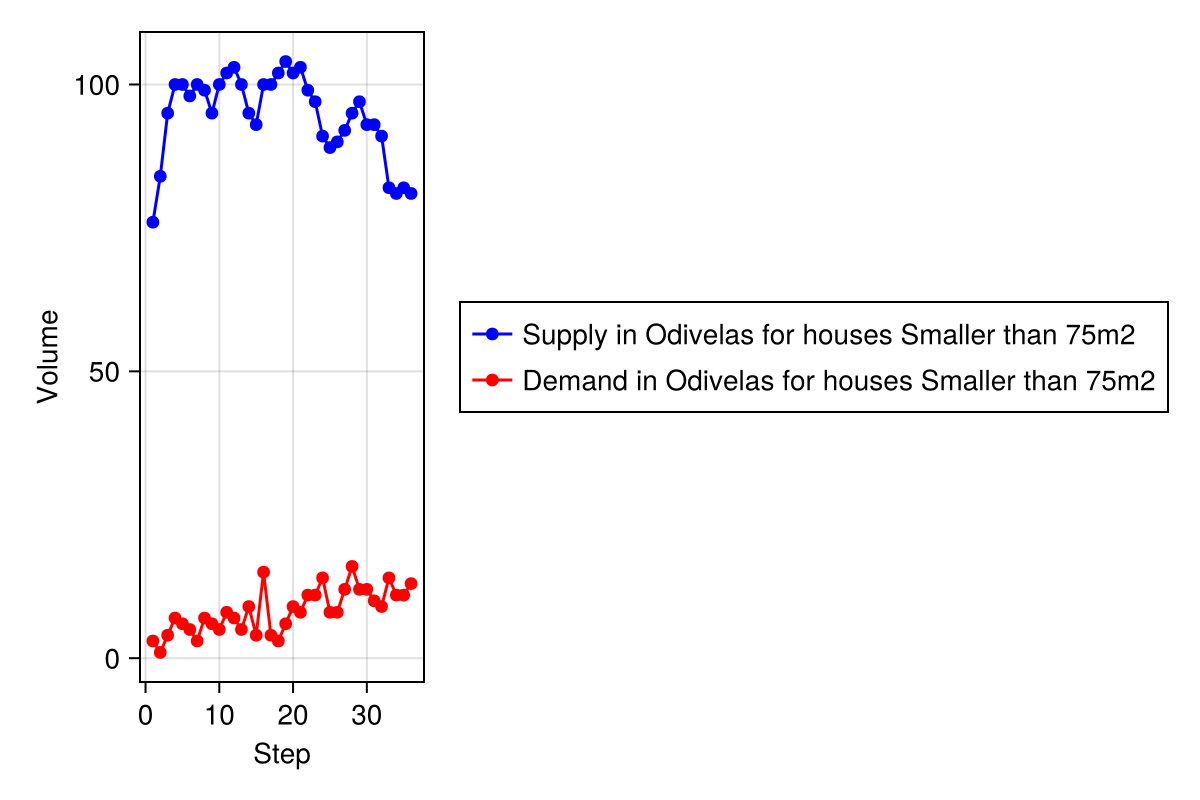 100
50
0
Volume
0 10 20 30
Step
Supply in Odivelas for houses Smaller than 75m2
Demand in Odivelas for houses Smaller than 75m2